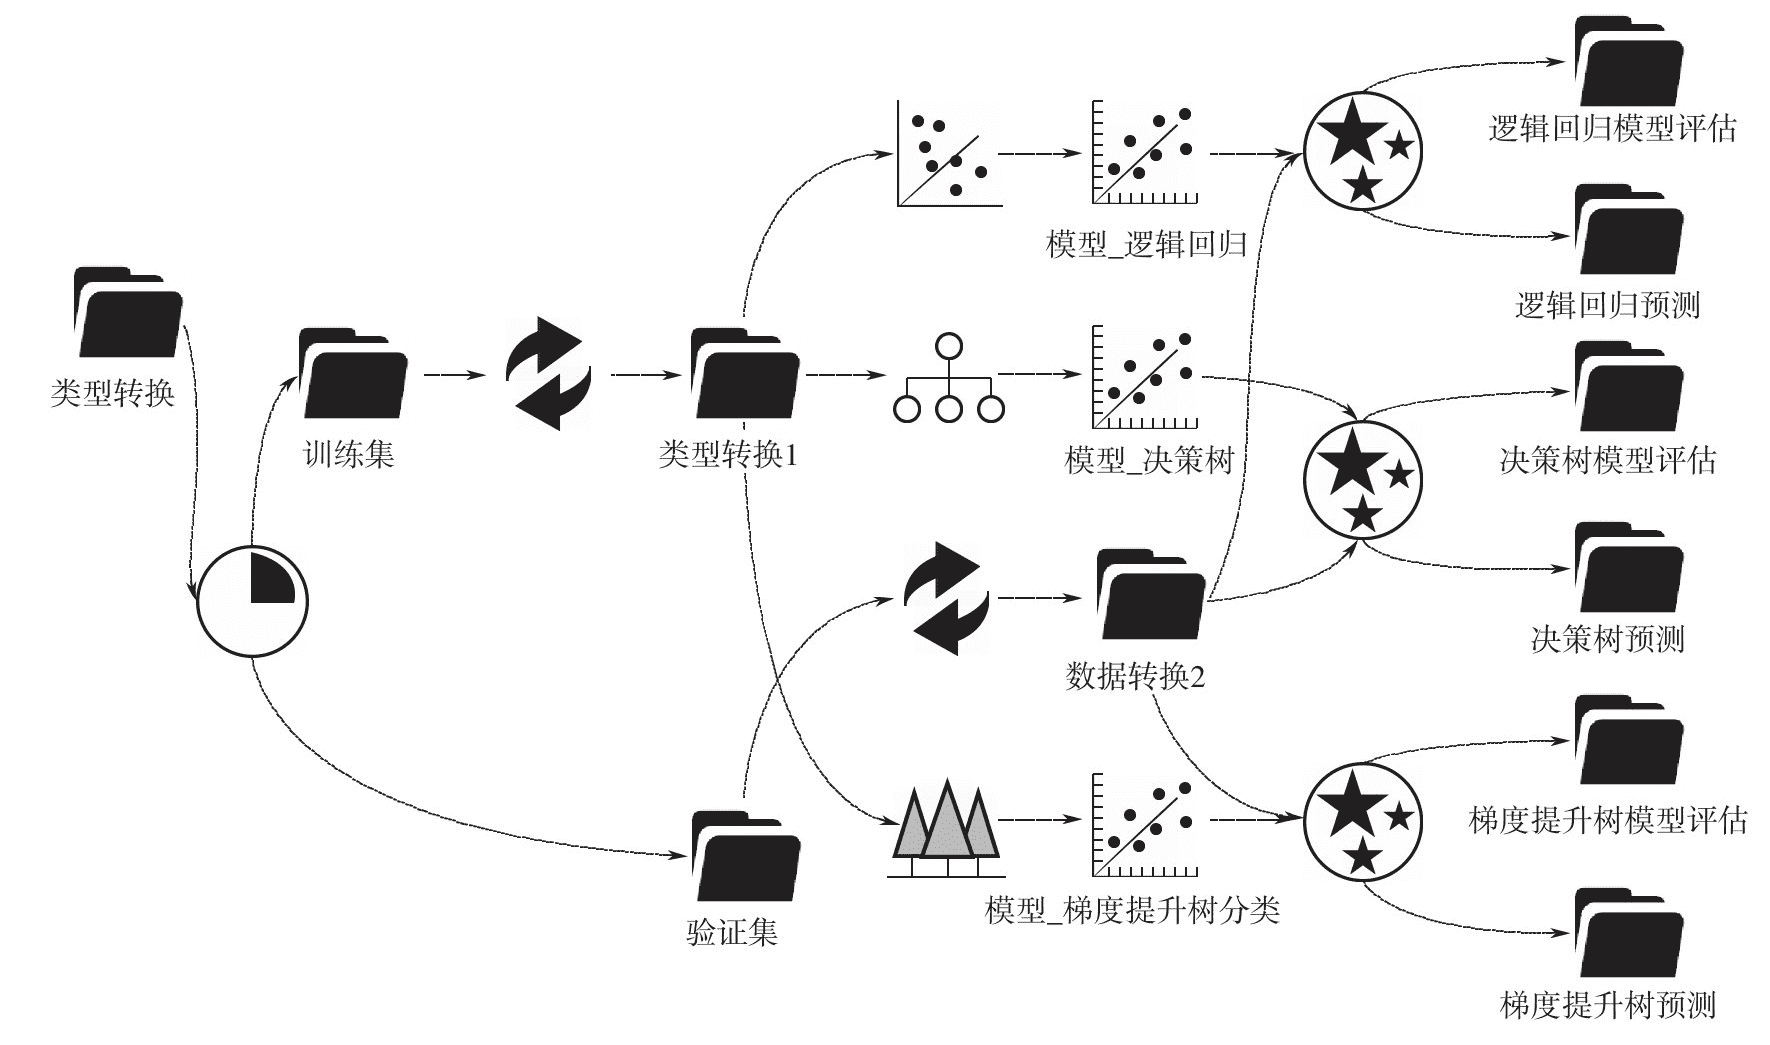 逻辑回归模型评估
模型_逻辑回归
逻辑回归预测
类型转换
训练集
类型转换1
模型_决策树
决策树模型评估
决策树预测
数据转换2
梯度提升树模型评估
验证集
模型_梯度提升树分类
梯度提升树预测